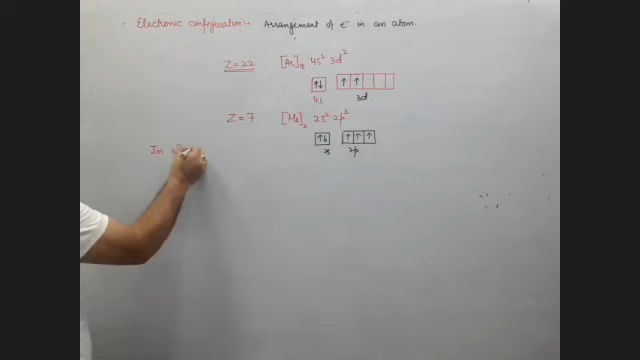 Electronic configuration:- Arrangement of e⁻ in an atom.
Z=22 [Ar]₁₈ 4s² 3d²
↑↓ ↑ ↑
4s 3d
Z=7 [He]₂ 2s² 2p³
↑↓ ↑ ↑ ↑
2s 2p
In